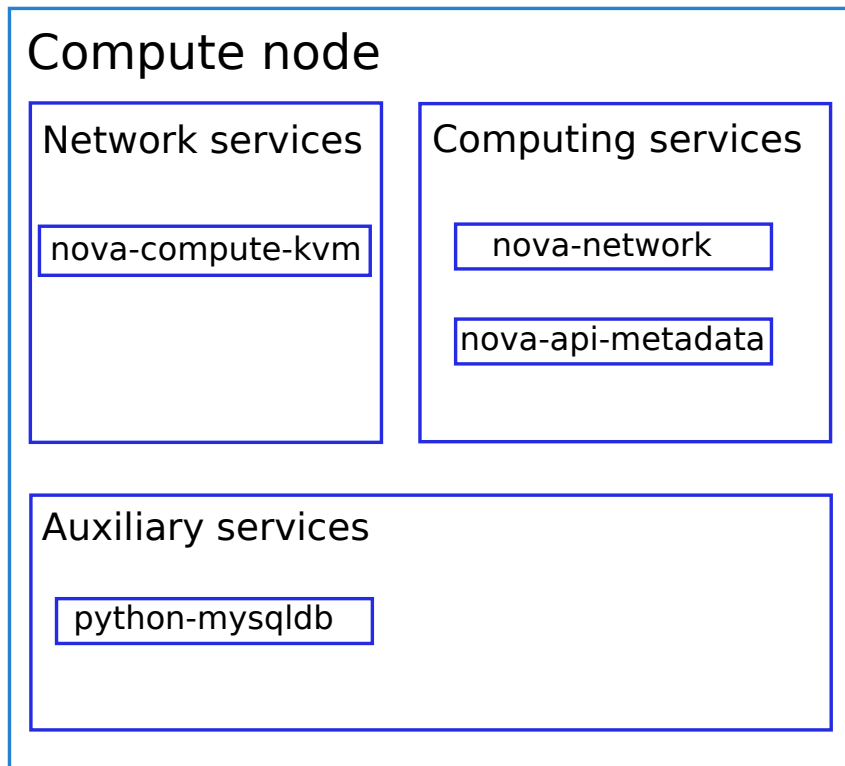 Compute node
Network services
nova-compute-kvm
Computing services
nova-network
nova-api-metadata
Auxiliary services
python-mysqldb